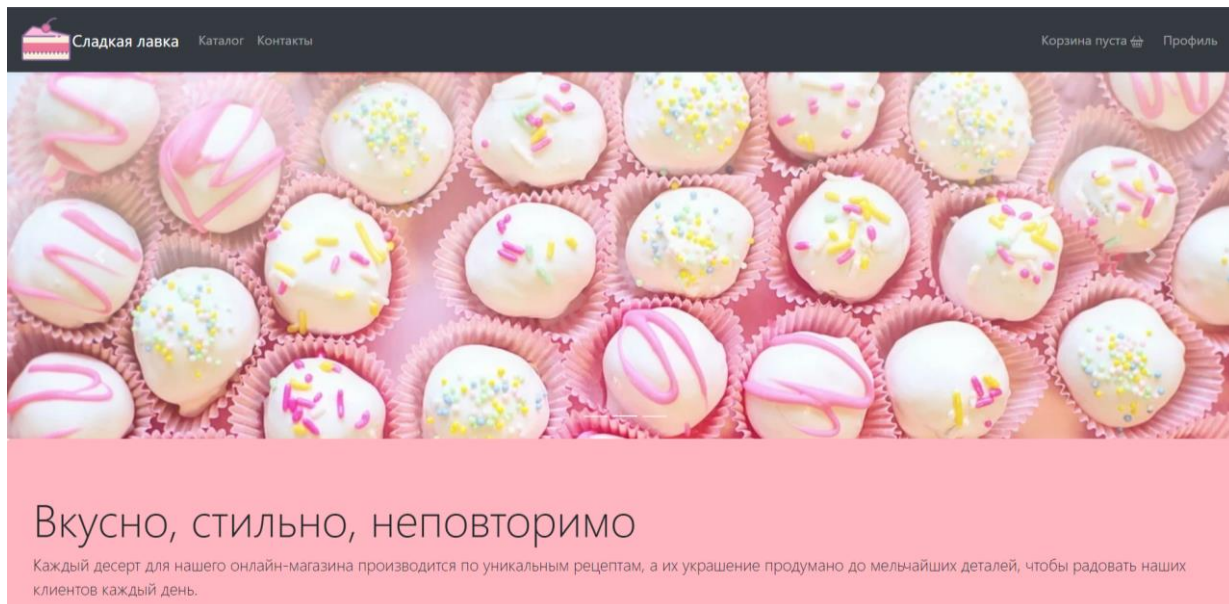 Сладкая лавка Каталог Контакты Корзина пуста Профиль
Вкусно, стильно, неповторимо
Каждый десерт для нашего онлайн-магазина производится по уникальным рецептам, а их украшение продумано до мельчайших деталей, чтобы радовать наших
клиентов каждый день.